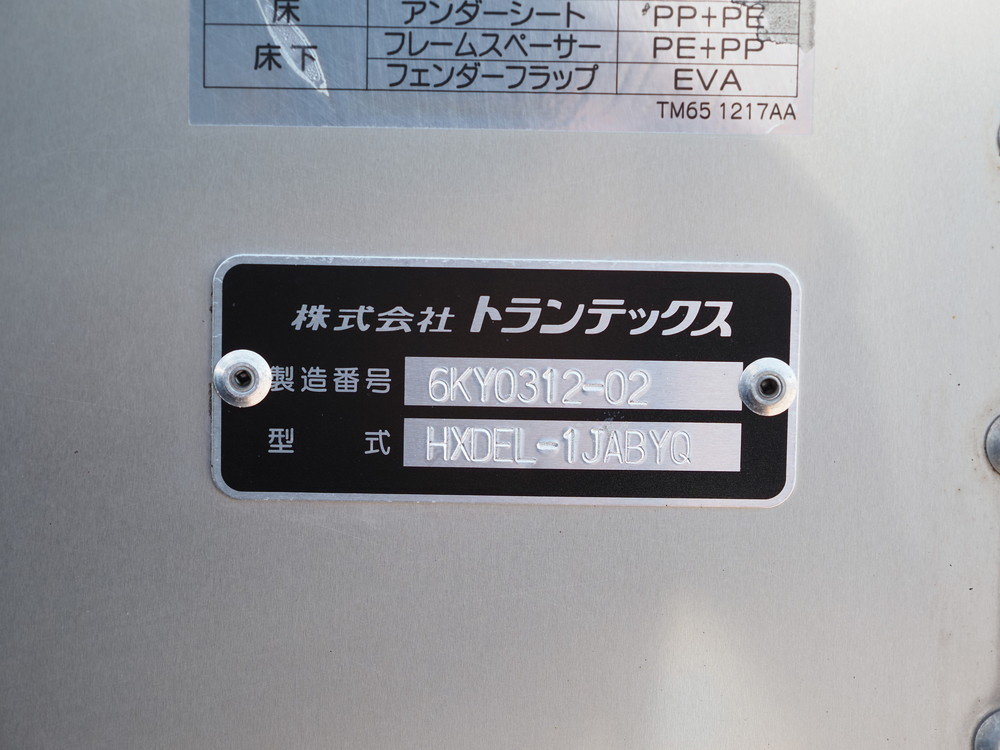 床 アンダーシート PP+PE
床下 フレームスペーサー PE+PP
フェンダーフラップ EVA
TM65 1217AA
株式会社 トランテックス
製造番号 6KY0312-02
型式 HXDEL-1JABYQ